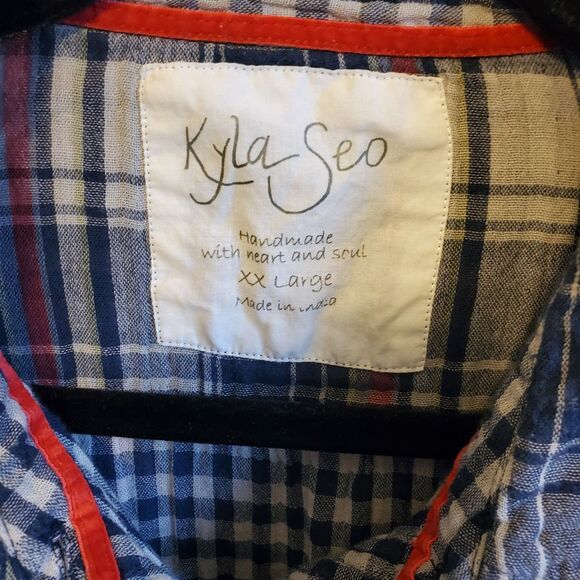 Kyla Seo
Handmade
with heart and soul
XX Large
Made in India